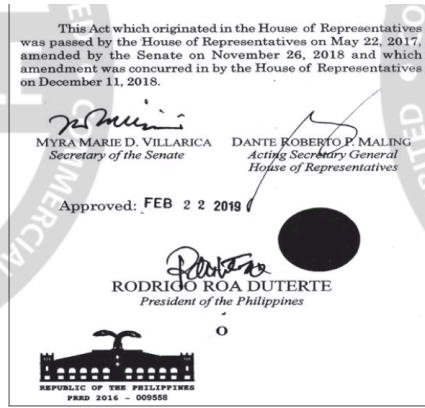 This Act which originated in the House of Representatives
was passed by the House of Representatives on May 22, 2017,
amended by the Senate on November 26, 2018 and which
amendment was concurred in by the House of Representatives
on December 11, 2018.
MYRA MARIE D. VILLARICA
Secretary of the Senate
DANTE ROBERTO P. MALING
Acting Secretary General
House of Representatives
Approved: FEB 22 2019
RODRIGO ROA DUTERTE
President of the Philippines
O
REPUBLIC OF THE PHILIPPINES
PRRD 2016 - 009558